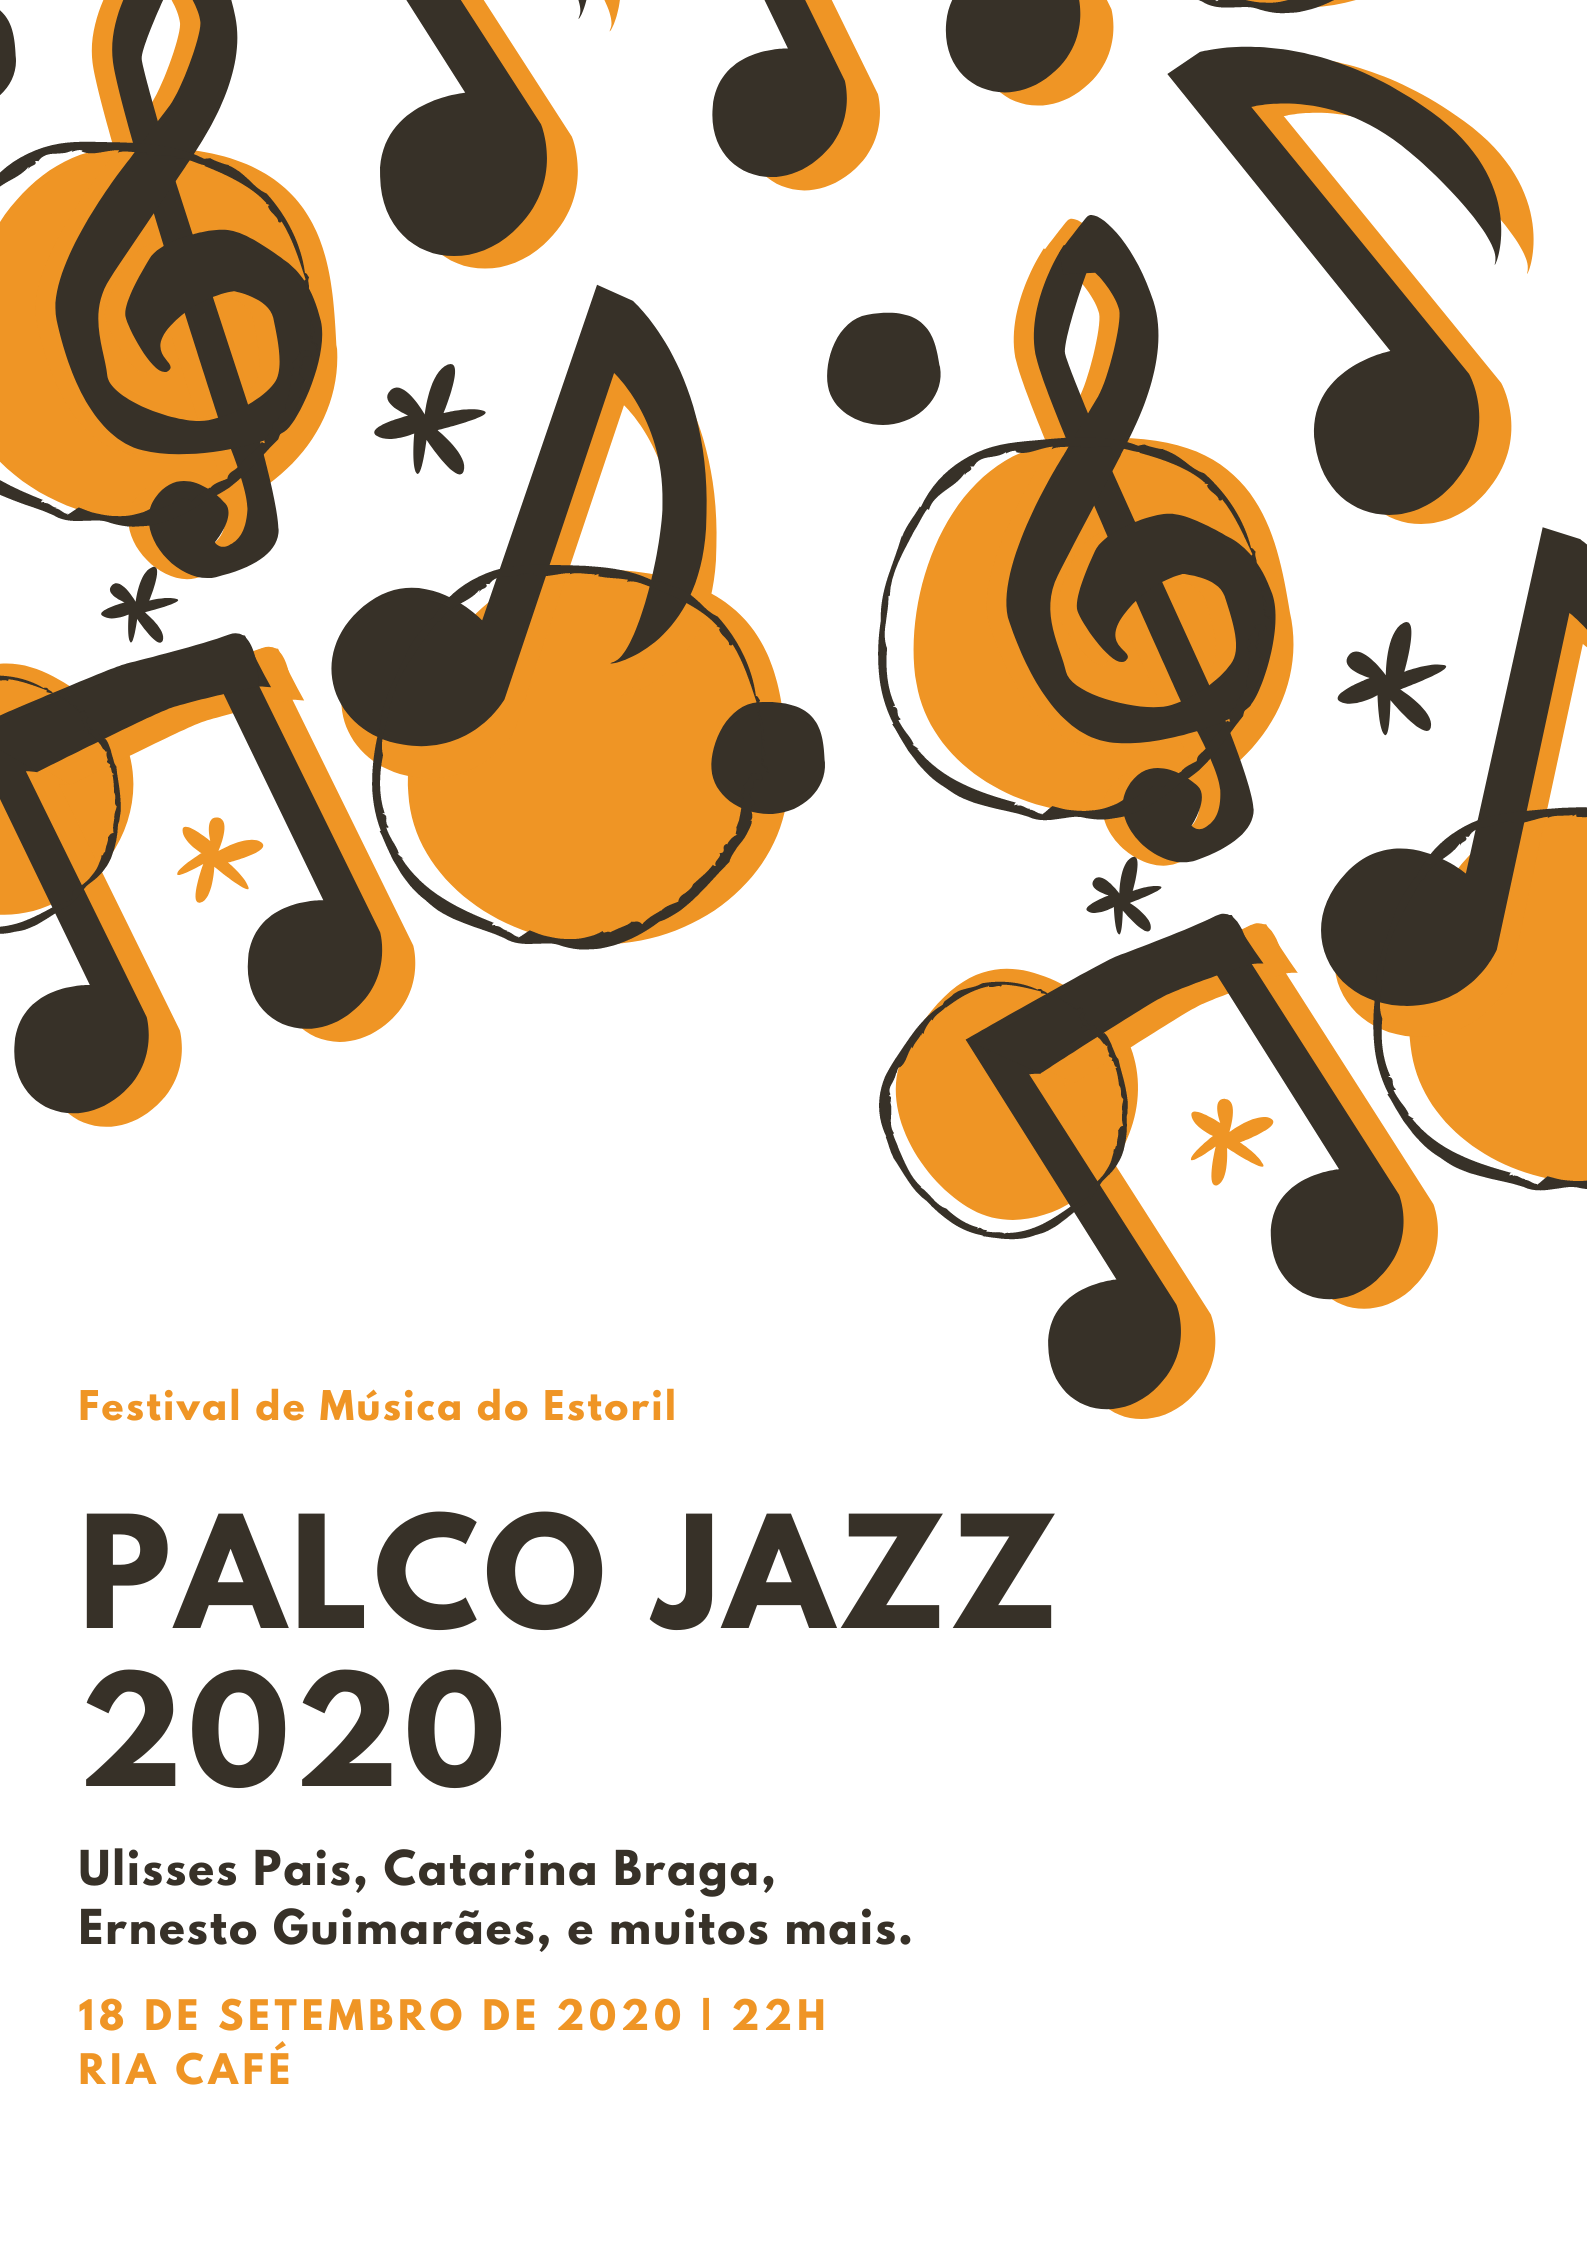 Festival de Música do Estoril
PALCO JAZZ
2020
Ulisses Pais, Catarina Braga,
Ernesto Guimarães, e muitos mais.
18 DE SETEMBRO DE 2020 | 22H
RIA CAFÉ